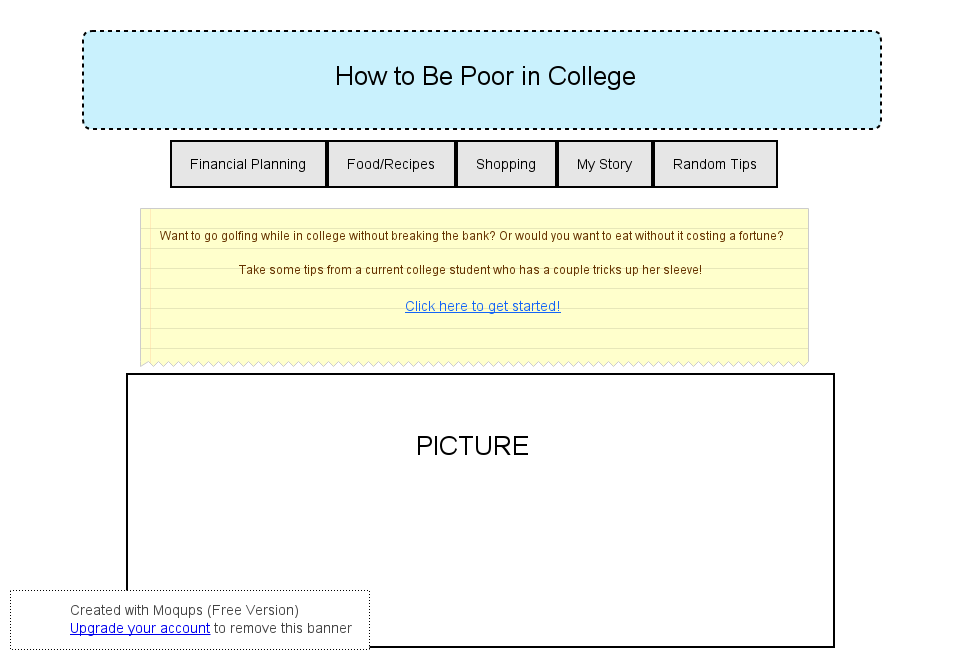 How to Be Poor in College
Financial Planning Food/Recipes Shopping My Story Random Tips
Want to go golfing while in college without breaking the bank? Or would you want to eat without it costing a fortune?
Take some tips from a current college student who has a couple tricks up her sleeve!
Click here to get started!
PICTURE
Created with Moqups (Free Version)
Upgrade your account to remove this banner